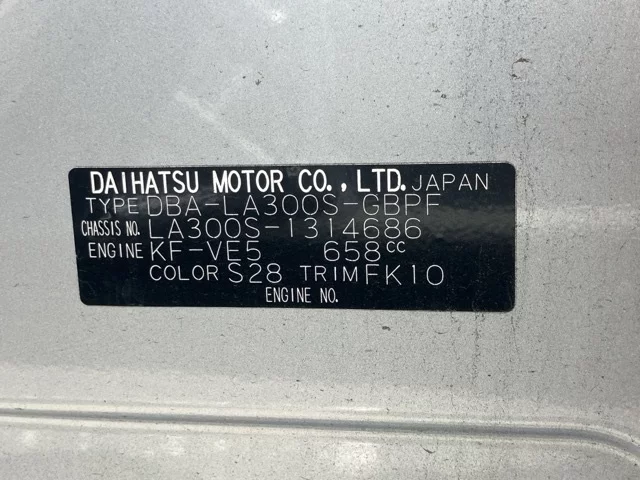 DAIHATSU MOTOR CO., LTD. JAPAN
TYPE DBA-LA300S-GBPF
CHASSIS NO. LA300S-1314686
ENGINE KF-VE5 658cc
COLOR S28 TRIM FK10
ENGINE NO.